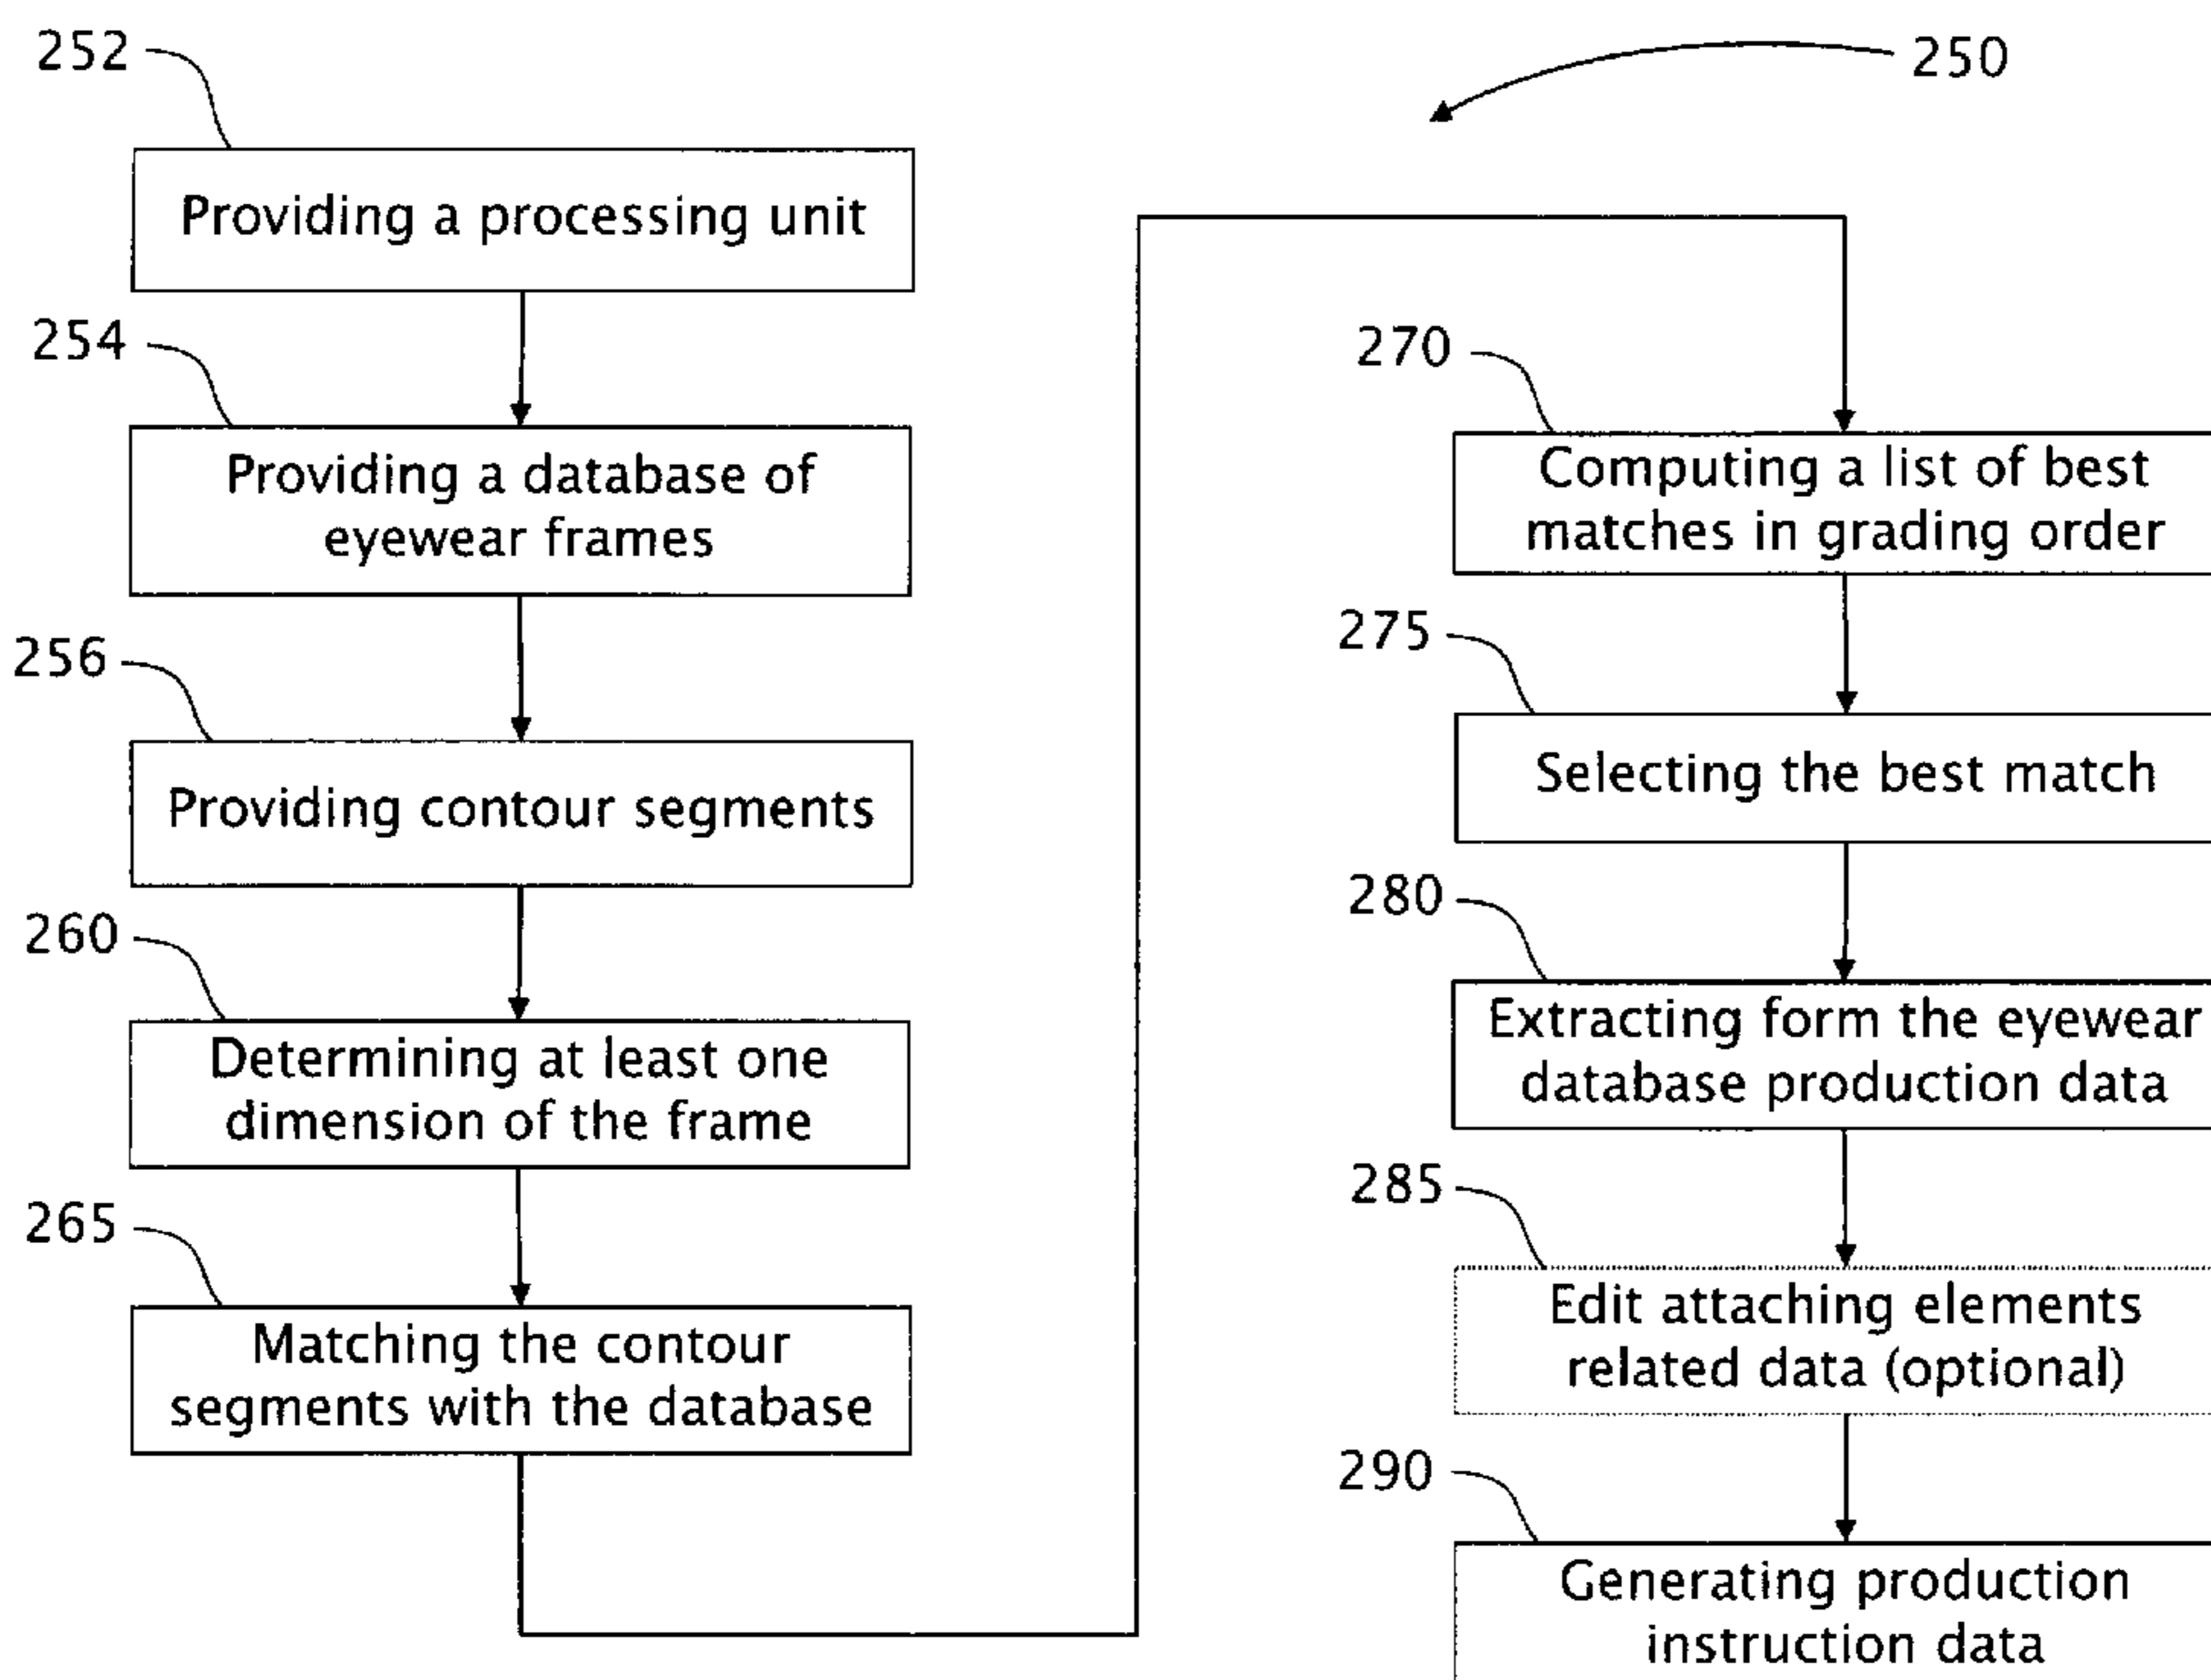 252
Providing a processing unit
254
Providing a database of
eyewear frames
256
Providing contour segments
260
Determining at least one
dimension of the frame
265
Matching the contour
segments with the database
250
270
Computing a list of best
matches in grading order
275
Selecting the best match
280
Extracting form the eyewear
database production data
285
Edit attaching elements
related data (optional)
290
Generating production
instruction data